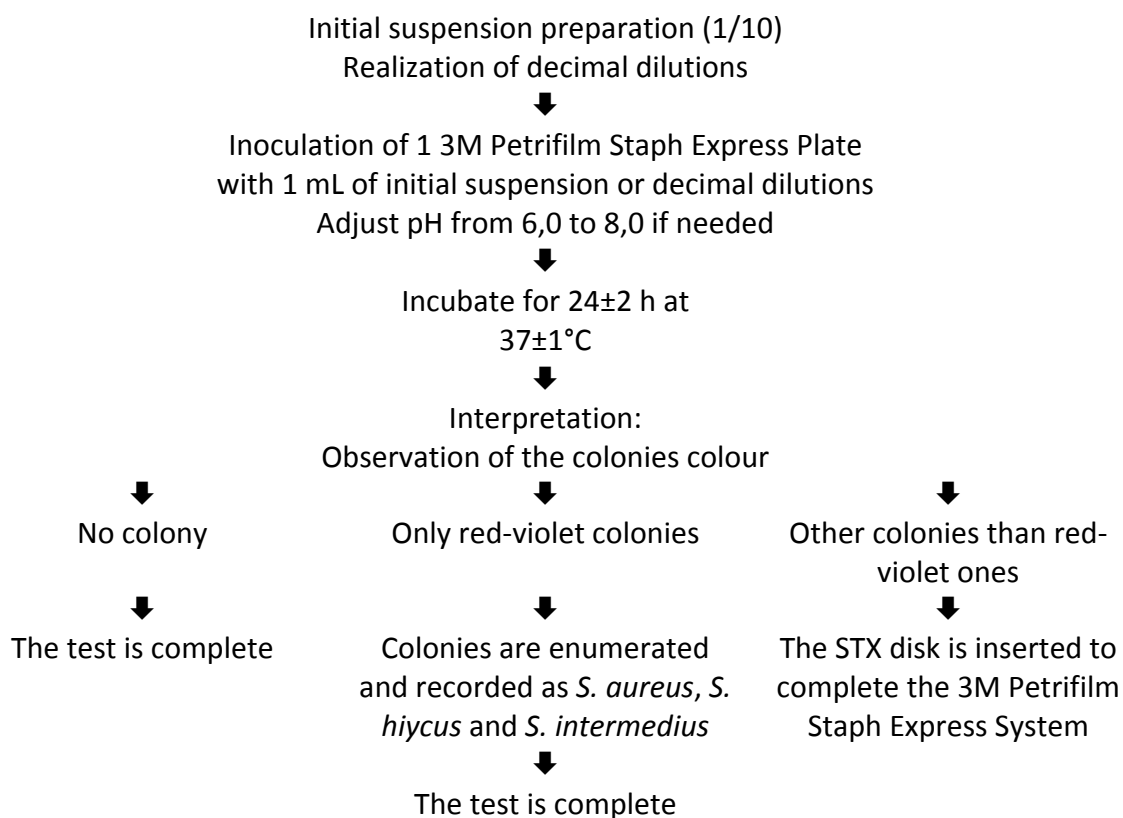 Initial suspension preparation (1/10)
Realization of decimal dilutions
Inoculation of 1 3M Petrifilm Staph Express Plate
with 1 mL of initial suspension or decimal dilutions
Adjust pH from 6,0 to 8,0 if needed
Incubate for 24±2 h at
37±1°C
Interpretation:
Observation of the colonies colour
No colony
The test is complete
Only red-violet colonies
Colonies are enumerated
and recorded as S. aureus, S.
hiycus and S. intermedius
The test is complete
Other colonies than red-
violet ones
The STX disk is inserted to
complete the 3M Petrifilm
Staph Express System